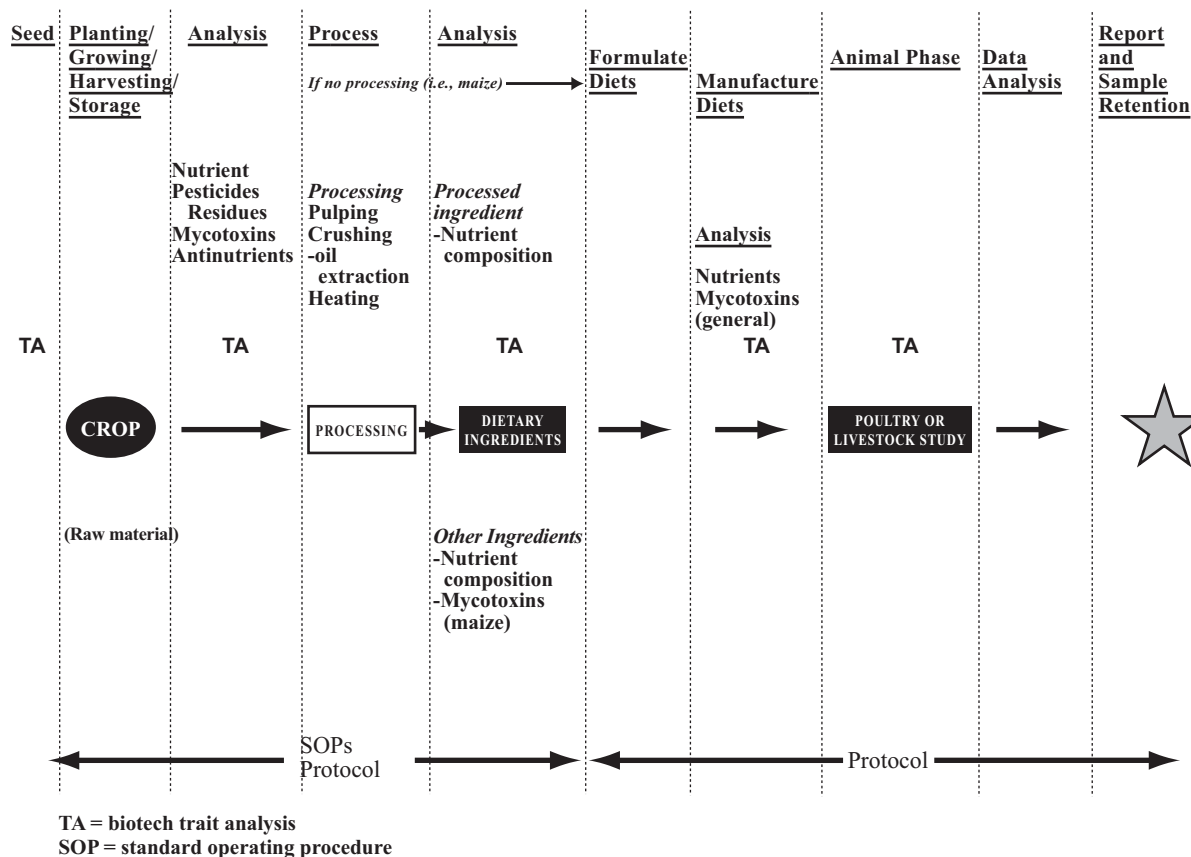 Seed
Planting/
Growing/
Harvesting/
Storage
Analysis
Process
Analysis
If no processing (i.e., maize)
Formulate
Diets
Manufacture
Diets
Animal Phase
Data
Analysis
Report
and
Sample
Retention
Nutrient
Pesticides
Residues
Mycotoxins
Antinutrients
Processing
Pulping
Crushing
-oil
extraction
Heating
Processed
ingredient
-Nutrient
composition
Analysis
Nutrients
Mycotoxins
(general)
TA
TA
TA
TA
TA
CROP
PROCESSING
DIETARY
INGREDIENTS
POULTRY OR
LIVESTOCK STUDY
(Raw material)
Other Ingredients
-Nutrient
composition
-Mycotoxins
(maize)
SOPs
Protocol
Protocol
TA = biotech trait analysis
SOP = standard operating procedure